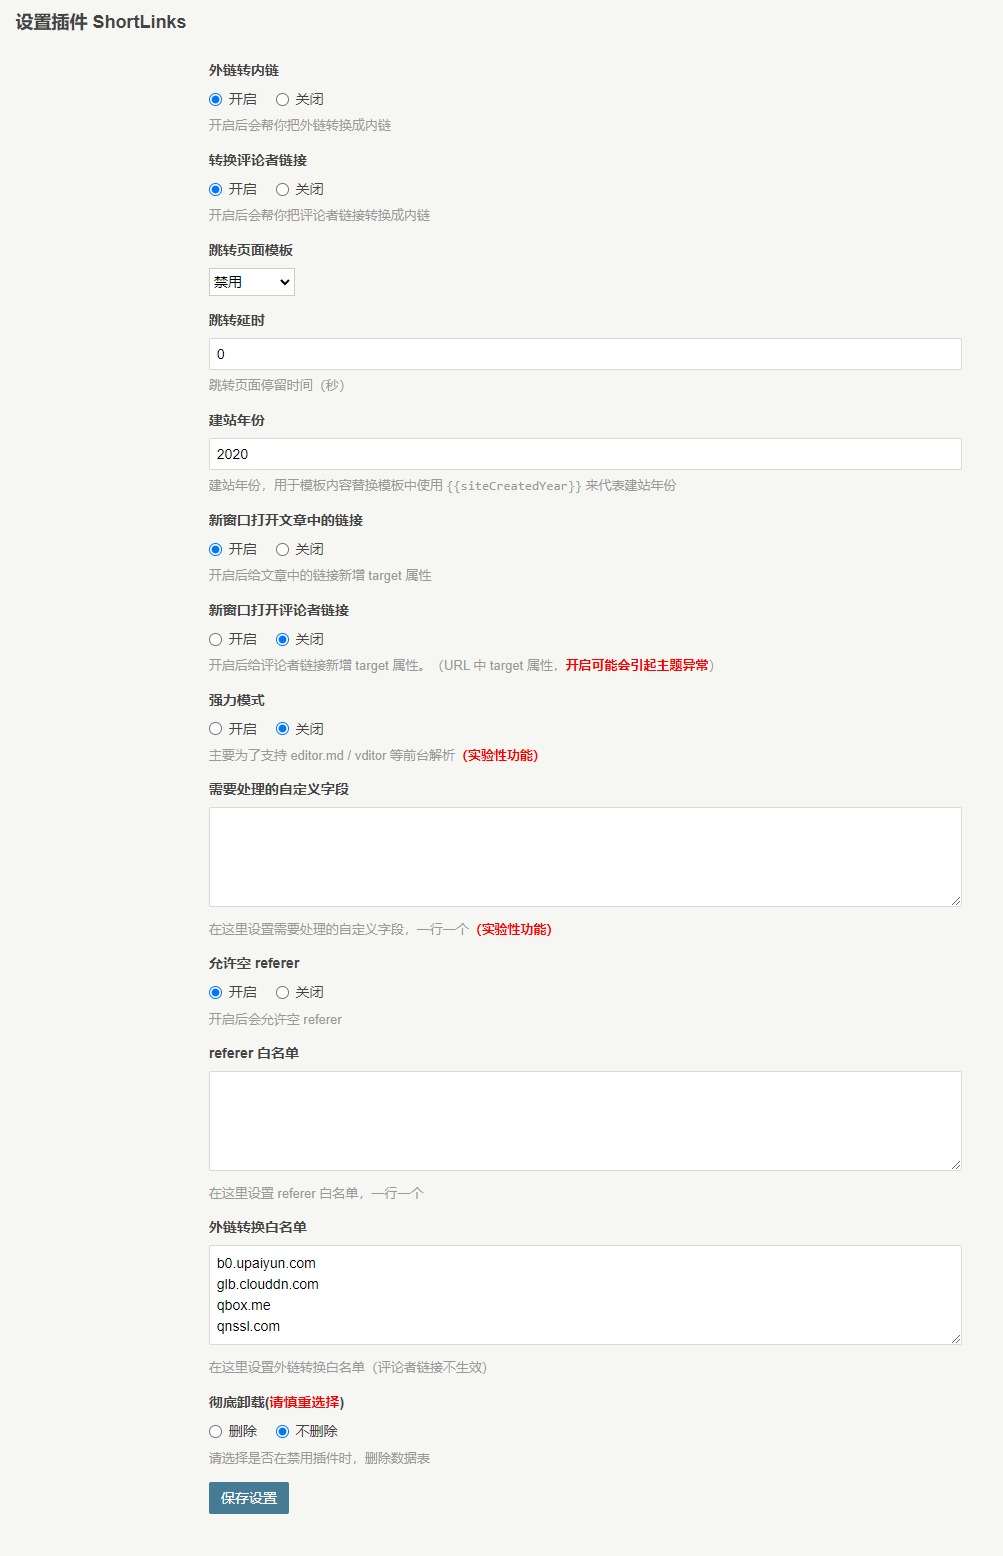 设置插件 ShortLinks
外链转内链
开启 关闭
开启后会帮你把外链转换成内链
转换评论者链接
开启 关闭
开启后会帮你把评论者链接转换成内链
跳转页面模板
禁用
跳转延时
0
跳转页面停留时间（秒）
建站年份
2020
建站年份，用于模板内容替换模板中使用 {{siteCreatedYear}} 来代表建站年份
新窗口打开文章中的链接
开启 关闭
开启后给文章中的链接新增 target 属性
新窗口打开评论者链接
开启 关闭
开启后给评论者链接新增 target 属性。（URL 中 target 属性，开启可能会引起主题异常）
强力模式
开启 关闭
主要为了支持 editor.md / vditor 等前台解析（实验性功能）
需要处理的自定义字段
在这里设置需要处理的自定义字段，一行一个（实验性功能）
允许空 referer
开启 关闭
开启后会允许空 referer
referer 白名单
在这里设置 referer 白名单，一行一个
外链转换白名单
b0.upaiyun.com
glb.clouddn.com
qbox.me
qnssl.com
在这里设置外链转换白名单（评论者链接不生效）
彻底卸载(请慎重选择)
删除 不删除
请选择是否在禁用插件时，删除数据表
保存设置